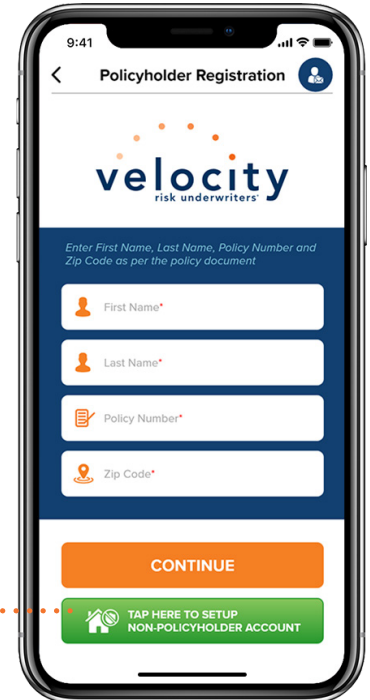 9:41
Policyholder Registration
velocity
risk underwriters
Enter First Name, Last Name, Policy Number and
Zip Code as per the policy document
First Name*
Last Name*
Policy Number*
Zip Code*
CONTINUE
TAP HERE TO SETUP
NON-POLICYHOLDER ACCOUNT